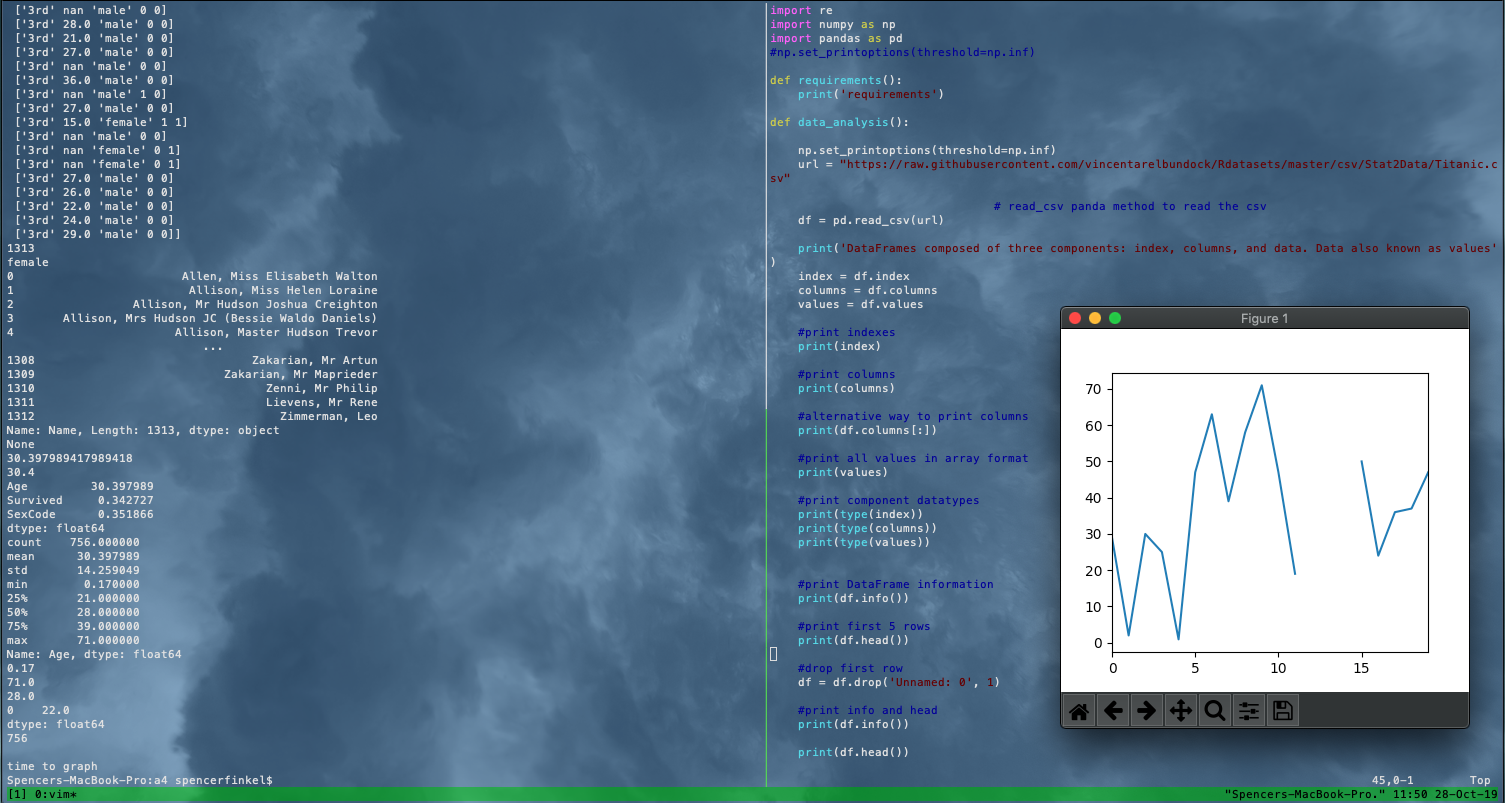 ['3rd' nan 'male' 0 0]
['3rd' 28.0 'male' 0 0]
['3rd' 21.0 'male' 0 0]
['3rd' 27.0 'male' 0 0]
['3rd' nan 'male' 0 0]
['3rd' 36.0 'male' 0 0]
['3rd' nan 'male' 1 0]
['3rd' 27.0 'male' 0 0]
['3rd' 15.0 'female' 1 1]
['3rd' nan 'male' 0 0]
['3rd' nan 'female' 0 1]
['3rd' nan 'female' 0 1]
['3rd' 27.0 'male' 0 0]
['3rd' 26.0 'male' 0 0]
['3rd' 22.0 'male' 0 0]
['3rd' 24.0 'male' 0 0]
['3rd' 29.0 'male' 0 0]]
1313
female
0 Allen, Miss Elisabeth Walton
1 Allison, Miss Helen Loraine
2 Allison, Mr Hudson Joshua Creighton
3 Allison, Mrs Hudson JC (Bessie Waldo Daniels)
4 Allison, Master Hudson Trevor
...
1308 Zakarian, Mr Artun
1309 Zakarian, Mr Maprieder
1310 Zenni, Mr Philip
1311 Lievens, Mr Rene
1312 Zimmerman, Leo
Name: Name, Length: 1313, dtype: object
None
30.397989417989418
30.4
Age 30.397989
Survived 0.342727
SexCode 0.351866
dtype: float64
count 756.000000
mean 30.397989
std 14.259049
min 0.170000
25% 21.000000
50% 28.000000
75% 39.000000
max 71.000000
Name: Age, dtype: float64
0.17
71.0
28.0
0 22.0
dtype: float64
756
time to graph
Spencers-MacBook-Pro:a4 spencerfinkel$
import re
import numpy as np
import pandas as pd
#np.set_printoptions(threshold=np.inf)
def requirements():
print('requirements')
def data_analysis():
np.set_printoptions(threshold=np.inf)
url = "https://raw.githubusercontent.com/vincentarelbundock/Rdatasets/master/csv/Stat2Data/Titanic.c
sv"
# read_csv panda method to read the csv
df = pd.read_csv(url)
print('DataFrames composed of three components: index, columns, and data. Data also known as values'
)
index = df.index
columns = df.columns
values = df.values
#print indexes
print(index)
#print columns
print(columns)
#alternative way to print columns
print(df.columns[:])
#print all values in array format
print(values)
#print component datatypes
print(type(index))
print(type(columns))
print(type(values))
#print DataFrame information
print(df.info())
#print first 5 rows
print(df.head())
#drop first row
df = df.drop('Unnamed: 0', 1)
#print info and head
print(df.info())
print(df.head())
45,0-1 Top
Figure 1
70
60
50
40
30
20
10
0
0 5 10 15
[1] 0:vim* "Spencers-MacBook-Pro." 11:50 28-Oct-19